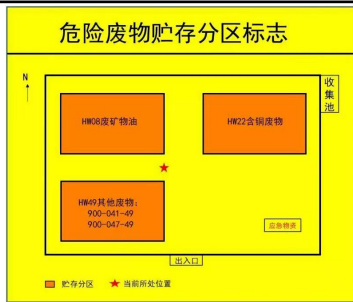 危险废物贮存分区标志
N
收集池
HW08废矿物油
HW22含铜废物
HW49其他废物：
900-041-49
900-047-49
应急物资
出入口
贮存分区
当前所处位置